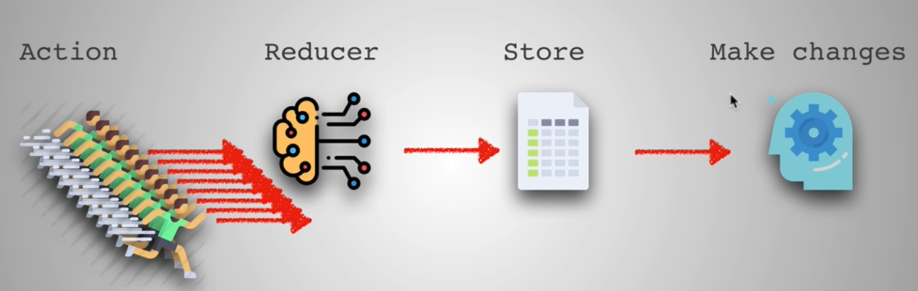 Action
Reducer
Store
Make changes